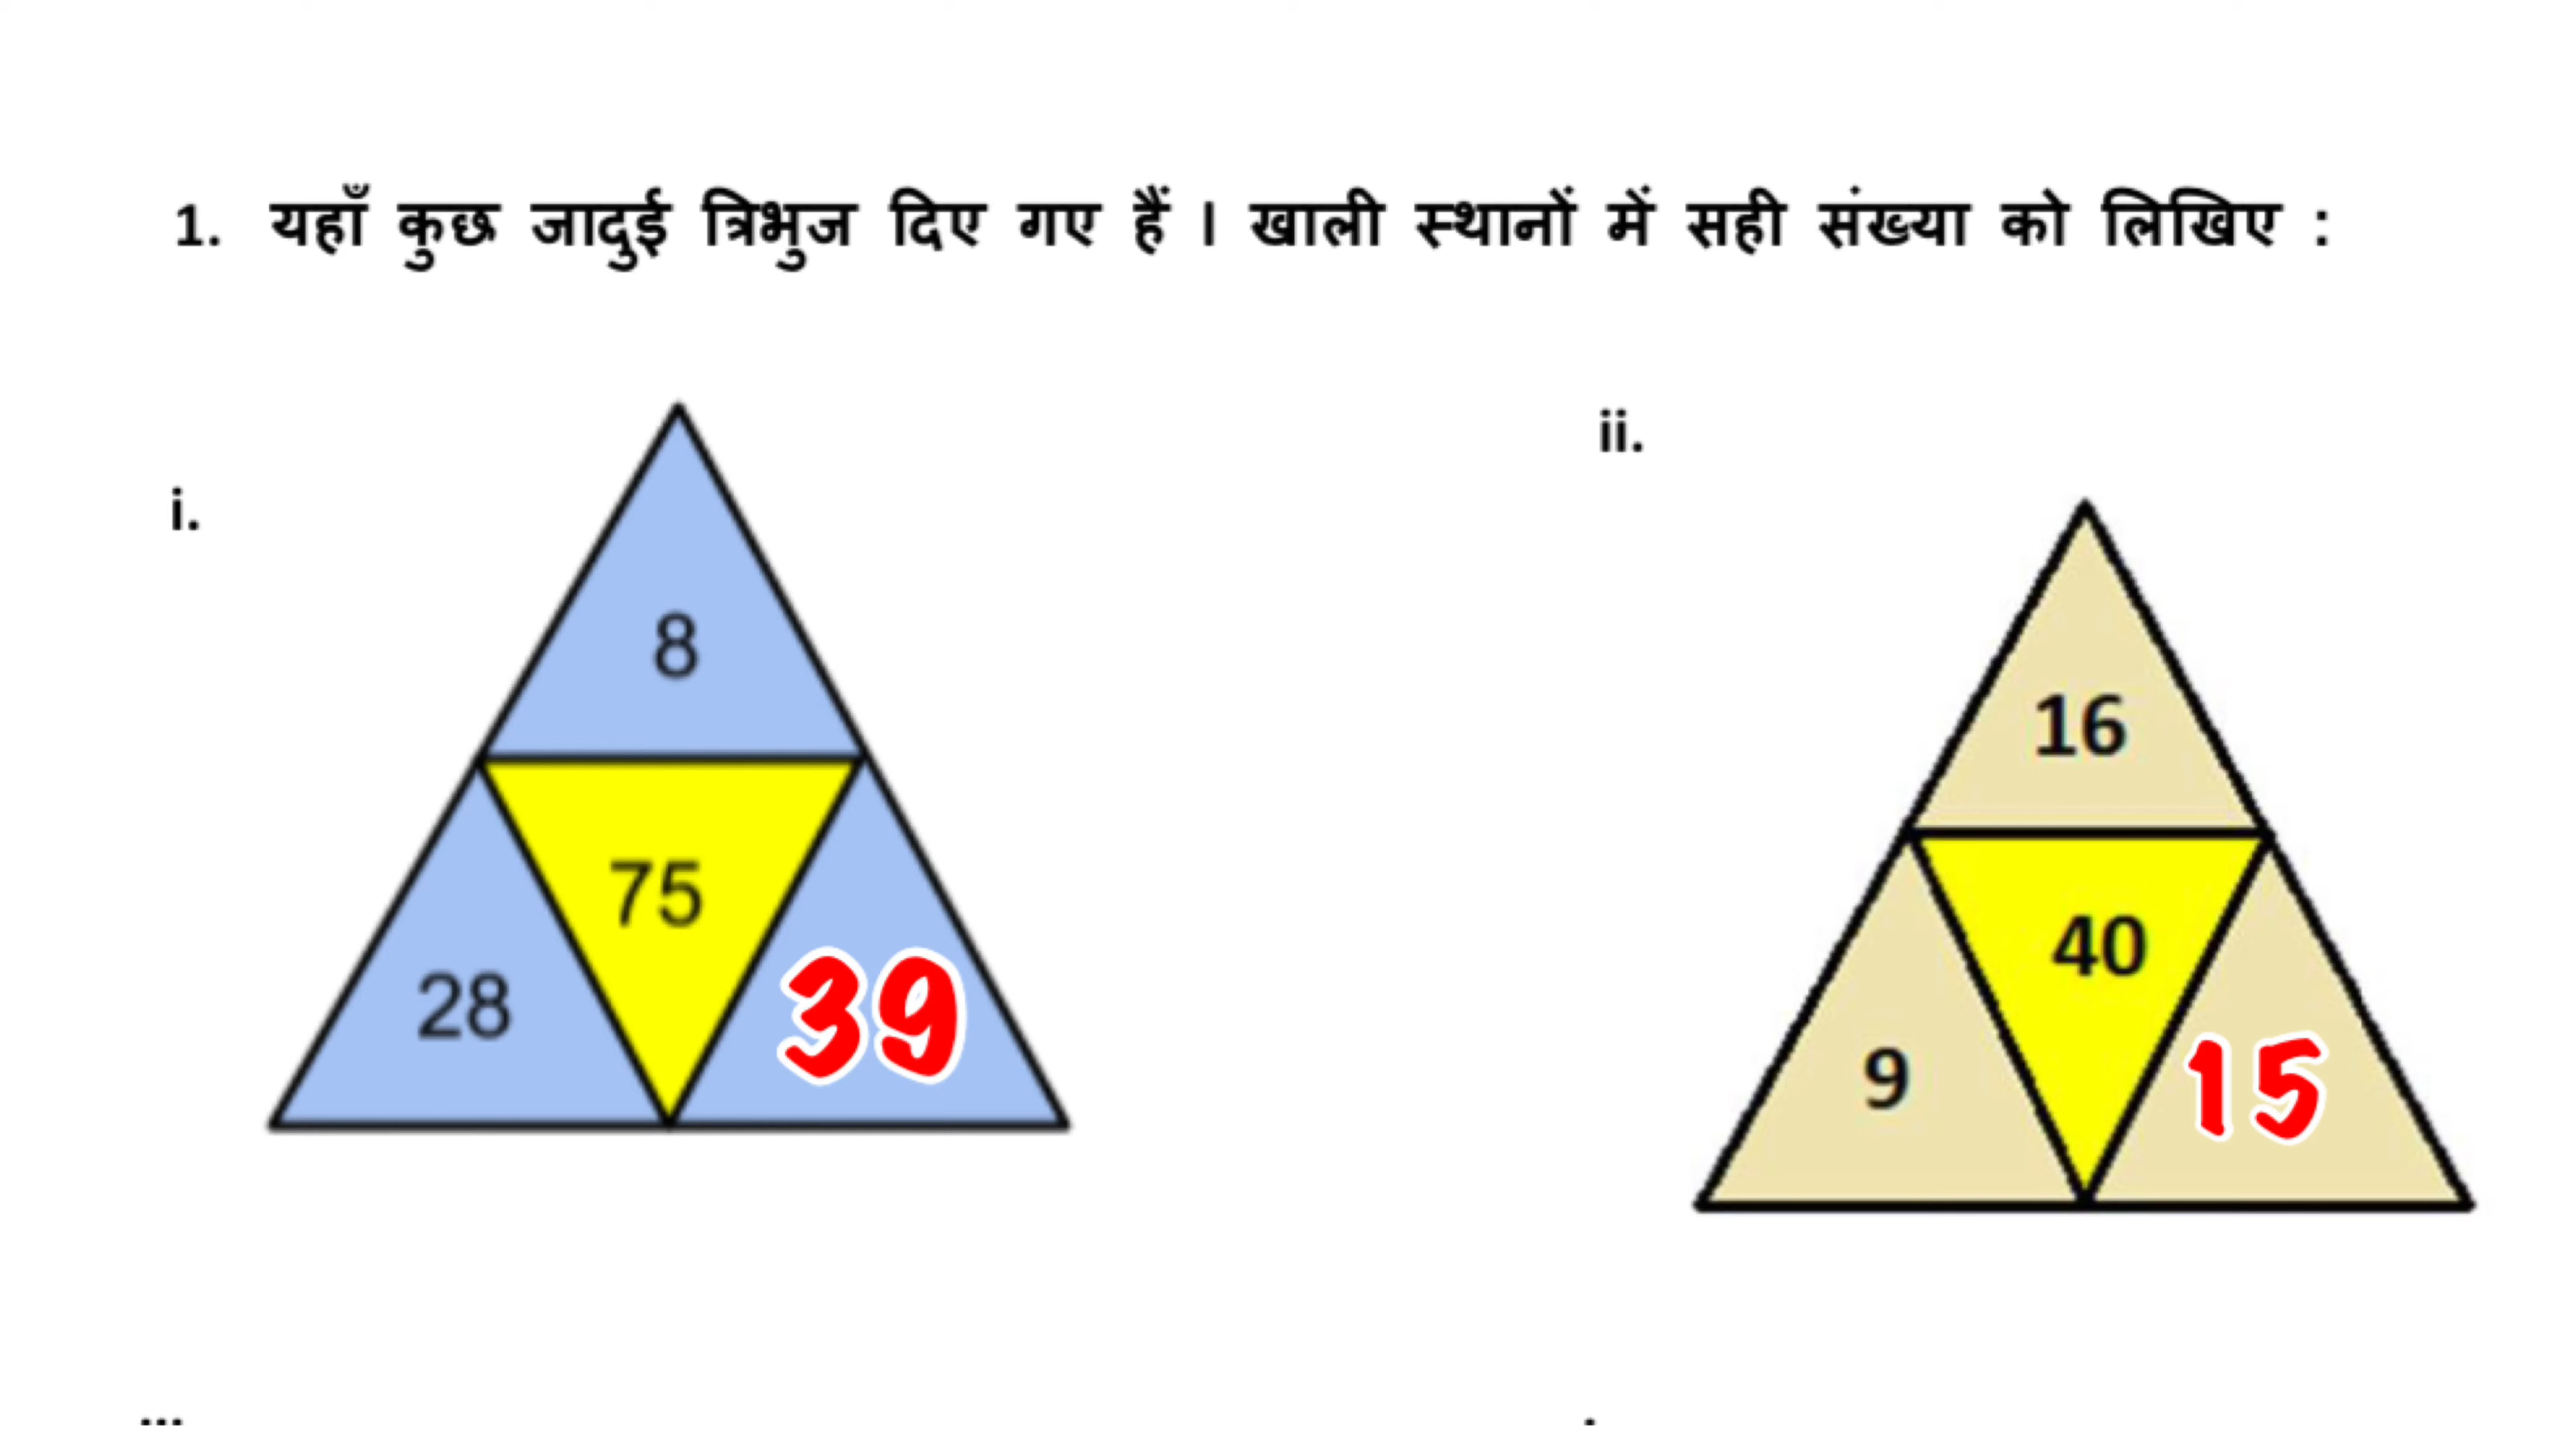 1. यहाँ कुछ जादुई त्रिभुज दिए गए हैं । खाली स्थानों में सही संख्या को लिखिए :
i.
8
75
28
39
ii.
16
40
9
15